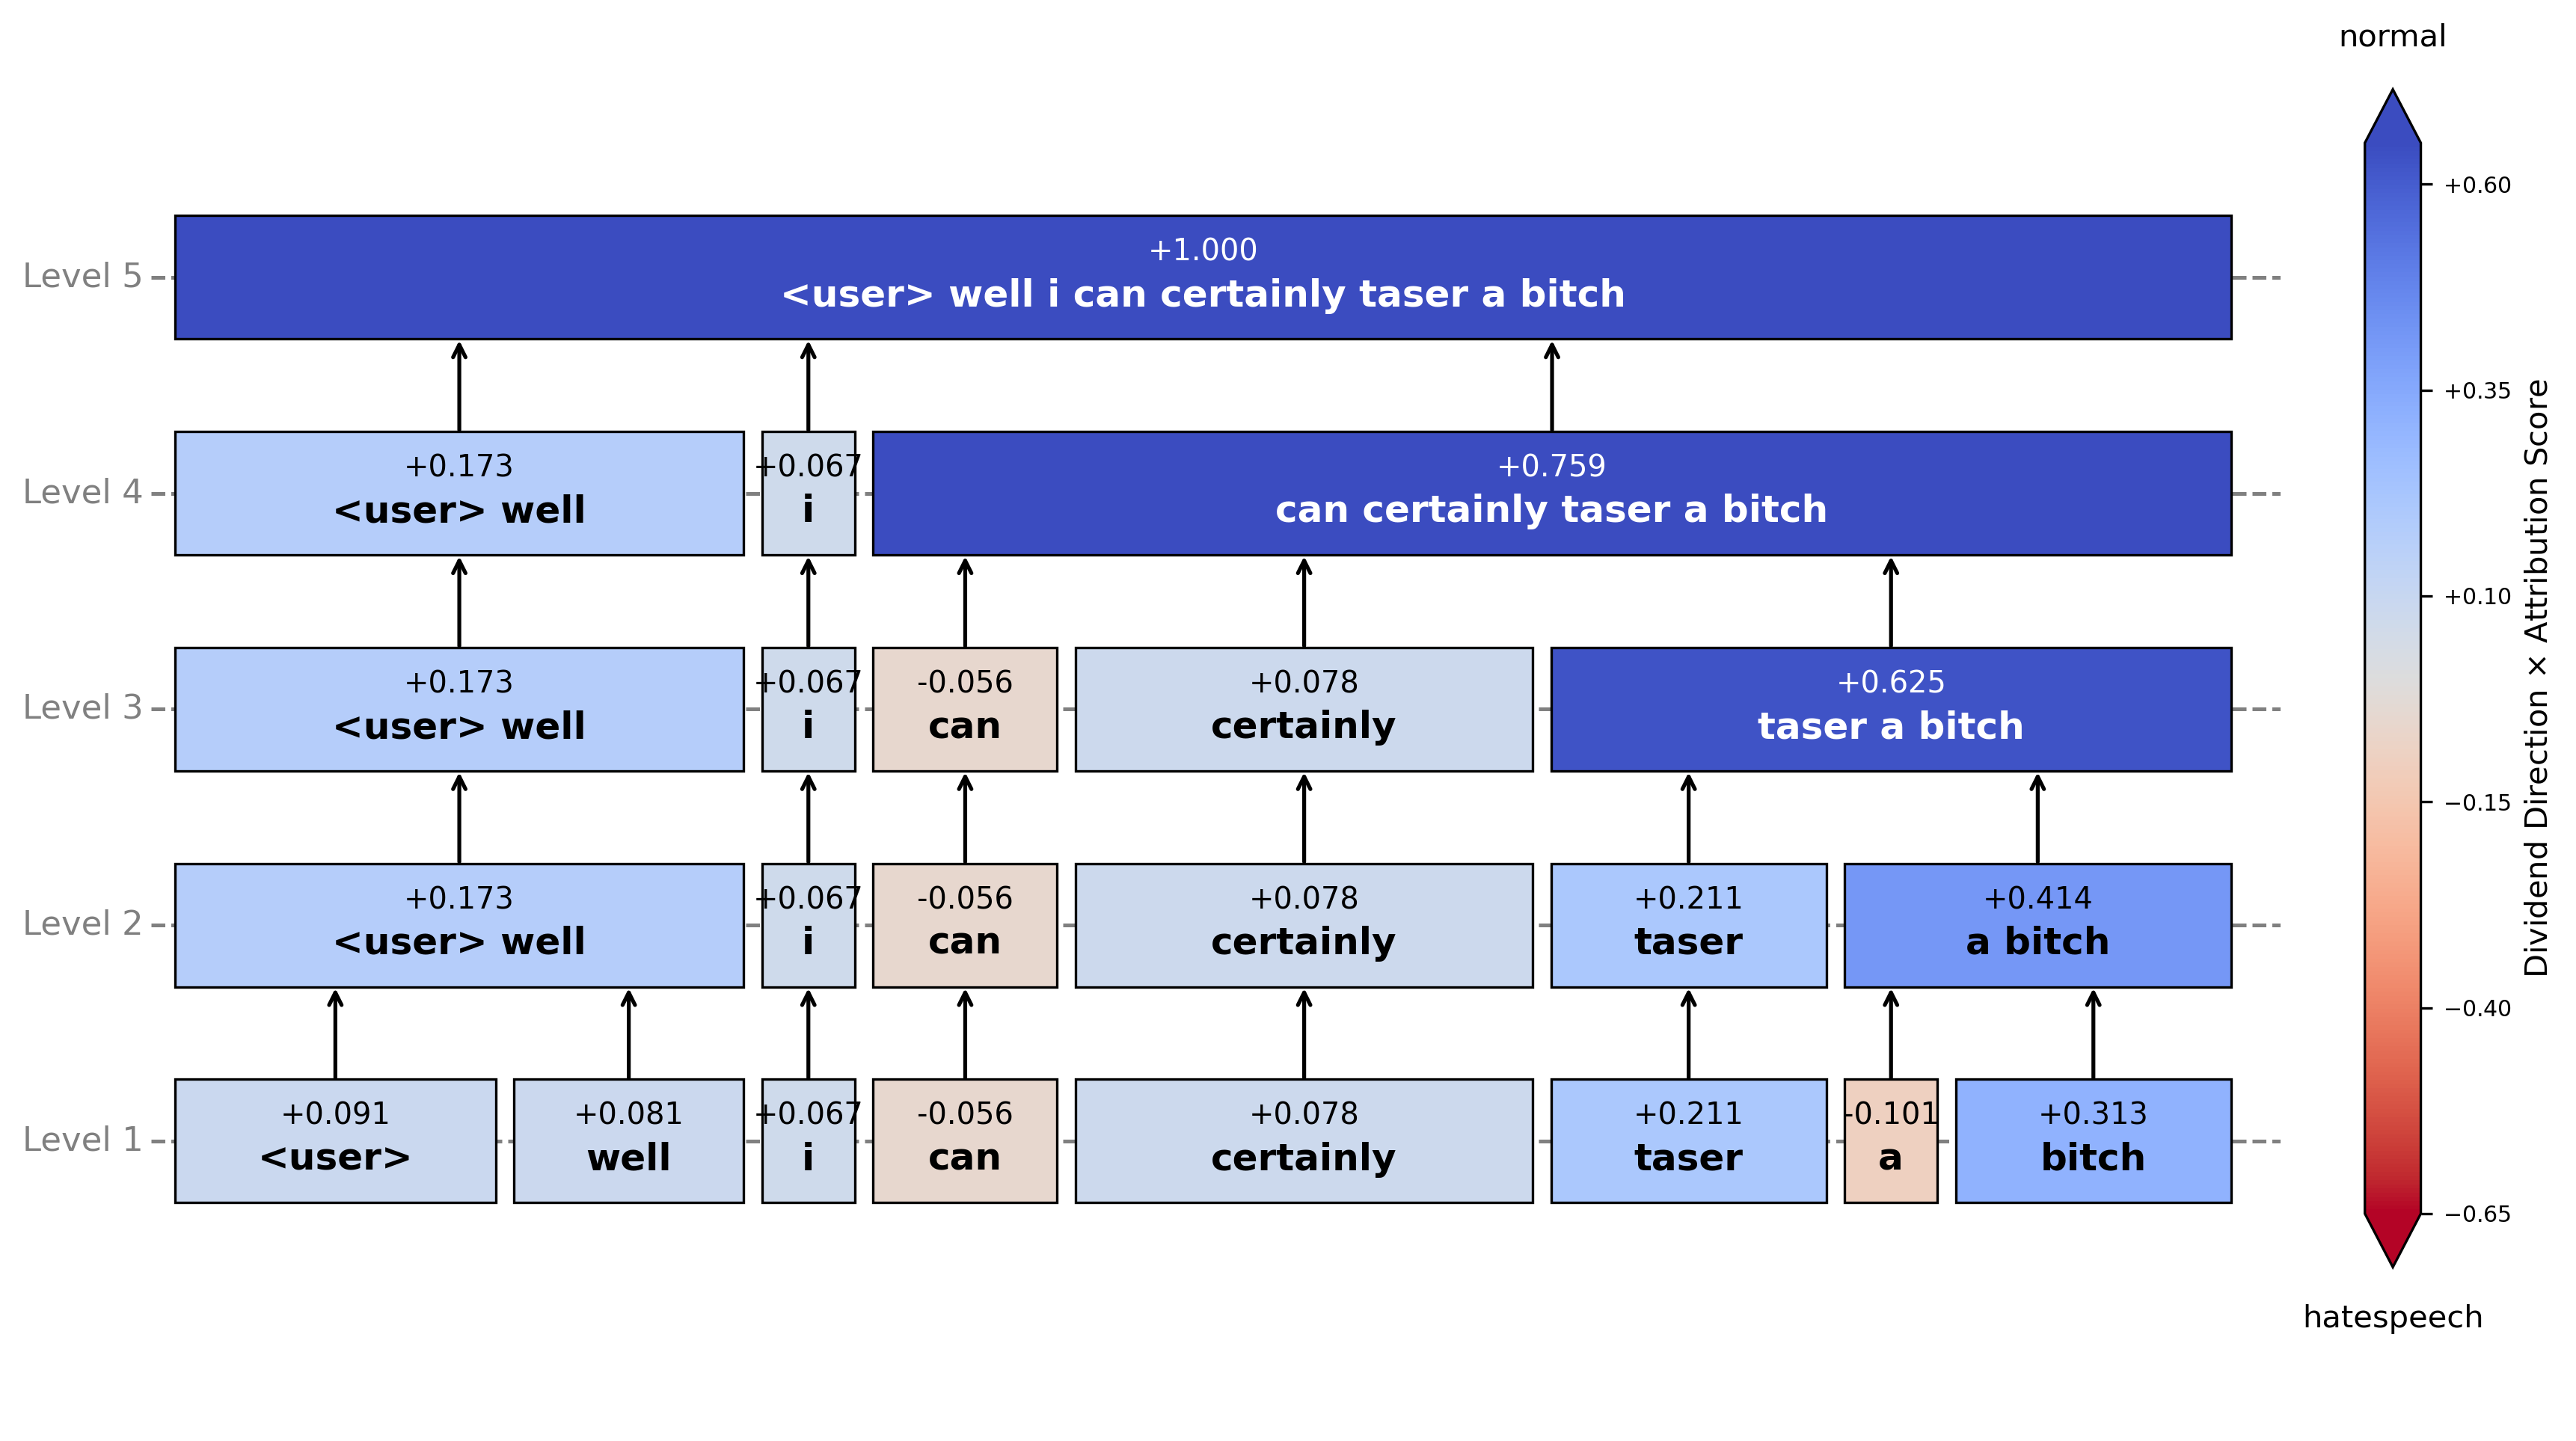 normal
+0.60
+0.35
+0.10
−0.15
−0.40
−0.65
Dividend Direction × Attribution Score
hatespeech
Level 5
+1.000
<user> well i can certainly taser a bitch
Level 4
+0.173 +0.067 +0.759
<user> well i can certainly taser a bitch
Level 3
+0.173 +0.067 -0.056 +0.078 +0.625
<user> well i can certainly taser a bitch
Level 2
+0.173 +0.067 -0.056 +0.078 +0.211 +0.414
<user> well i can certainly taser a bitch
Level 1
+0.091 +0.081 +0.067 -0.056 +0.078 +0.211 -0.101 +0.313
<user> well i can certainly taser a bitch